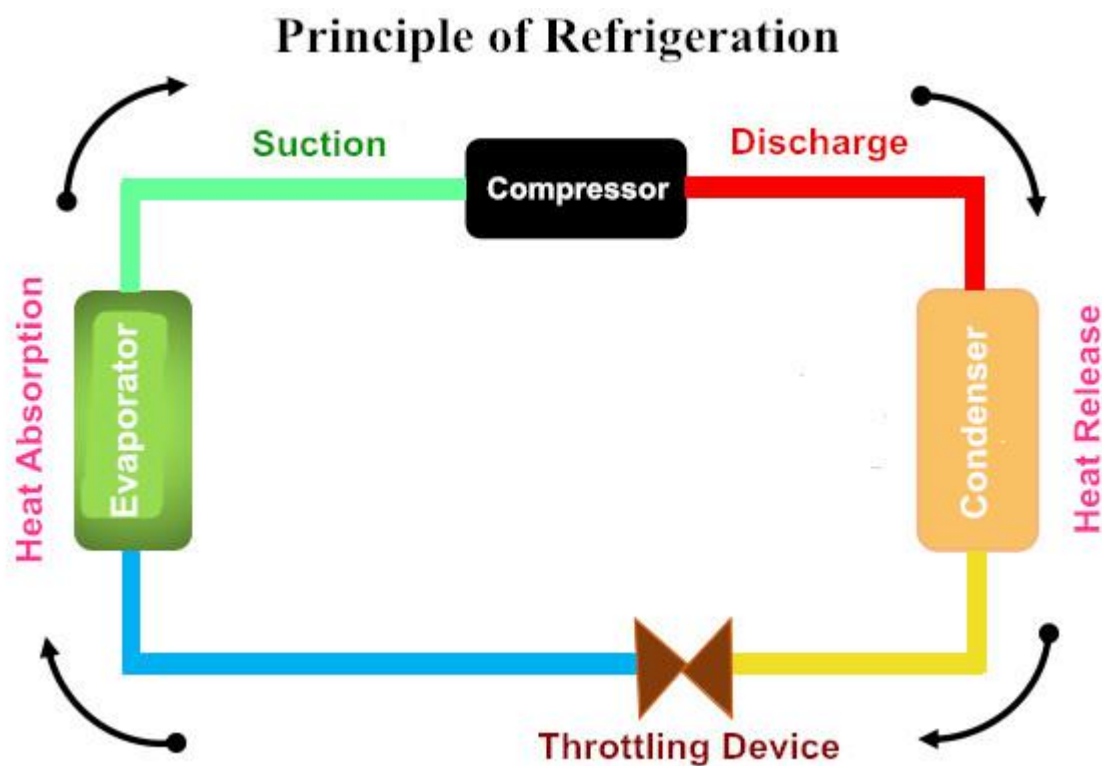 Principle of Refrigeration
Suction
Compressor
Discharge
Heat Absorption
Evaporator
Condenser
Heat Release
Throttling Device